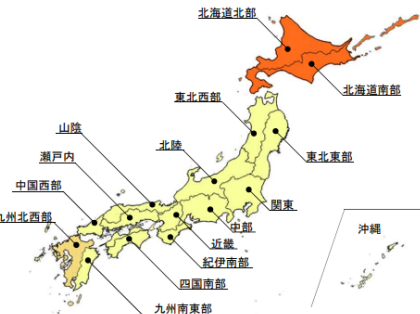 北海道北部
北海道南部
東北西部
山陰
北陸
東北東部
瀬戸内
中国西部
関東
九州北西部
中部
沖縄
近畿
紀伊南部
四国南部
九州南東部